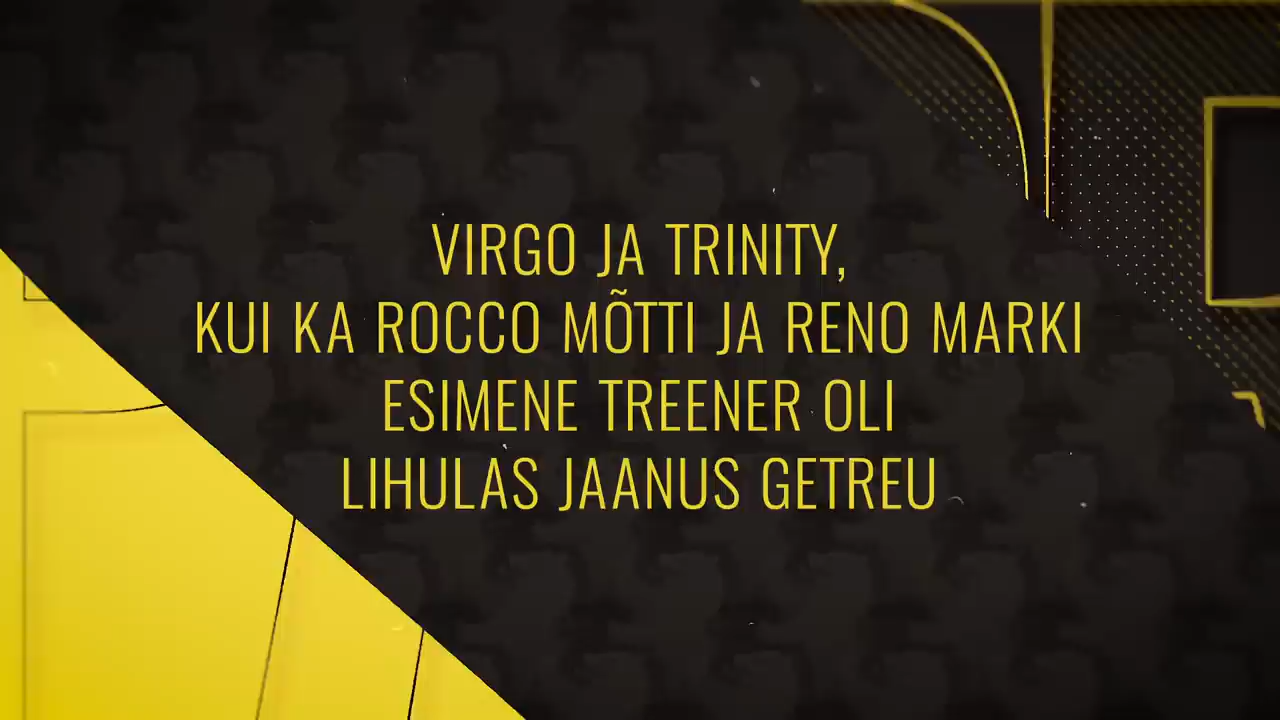 VIRGO JA TRINITY,
KUI KA ROCCO MÕTTI JA RENO MARKI
ESIMENE TREENER OLI
LIHULAS JAANUS GETREU